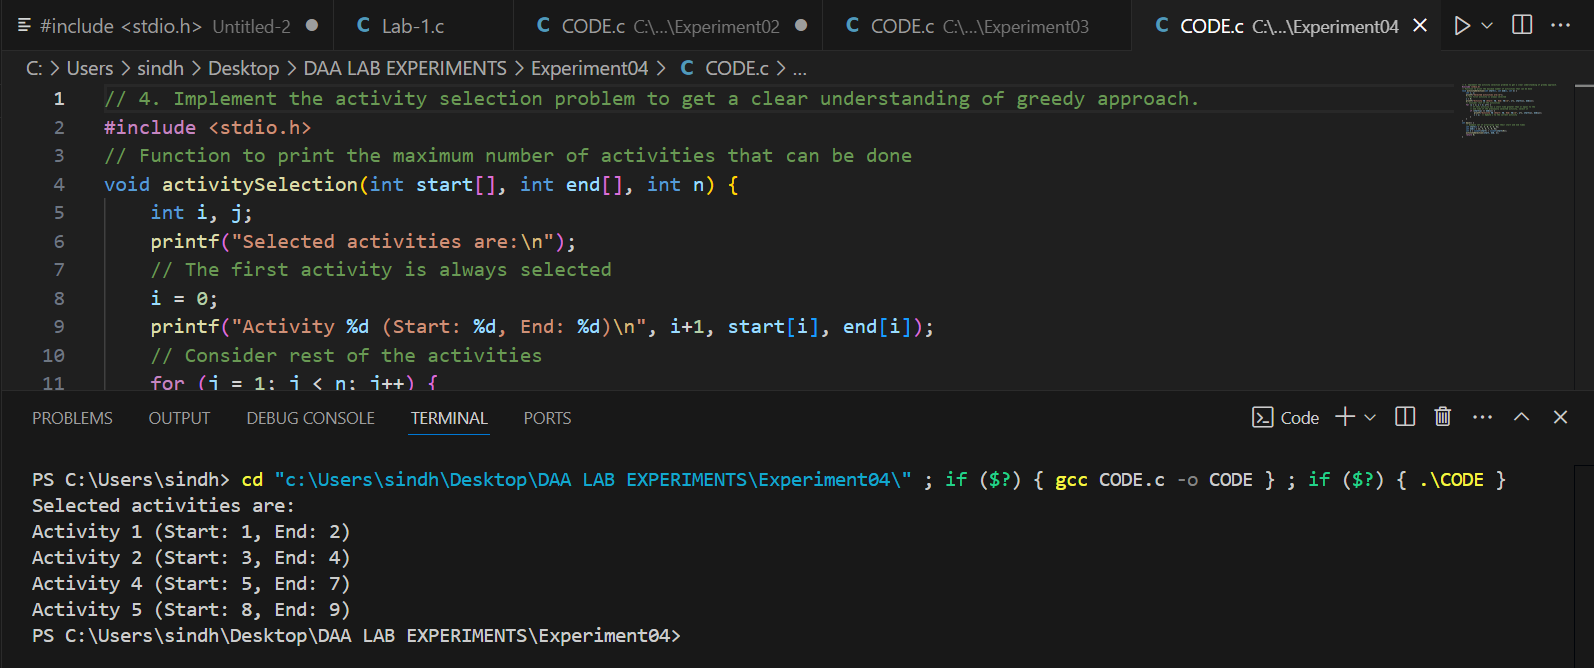 #include <stdio.h> Untitled-2
C Lab-1.c
C CODE.c C:\...\Experiment02
C CODE.c C:\...\Experiment03
C CODE.c C:\...\Experiment04
C: > Users > sindh > Desktop > DAA LAB EXPERIMENTS > Experiment04 > C CODE.c > ...
1 // 4. Implement the activity selection problem to get a clear understanding of greedy approach.
2 #include <stdio.h>
3 // Function to print the maximum number of activities that can be done
4 void activitySelection(int start[], int end[], int n) {
5 int i, j;
6 printf("Selected activities are:\n");
7 // The first activity is always selected
8 i = 0;
9 printf("Activity %d (Start: %d, End: %d)\n", i+1, start[i], end[i]);
10 // Consider rest of the activities
11 for (j = 1; j < n; j++) {
PROBLEMS OUTPUT DEBUG CONSOLE TERMINAL PORTS
Code
PS C:\Users\sindh> cd "c:\Users\sindh\Desktop\DAA LAB EXPERIMENTS\Experiment04\" ; if ($?) { gcc CODE.c -o CODE } ; if ($?) { .\CODE }
Selected activities are:
Activity 1 (Start: 1, End: 2)
Activity 2 (Start: 3, End: 4)
Activity 4 (Start: 5, End: 7)
Activity 5 (Start: 8, End: 9)
PS C:\Users\sindh\Desktop\DAA LAB EXPERIMENTS\Experiment04>